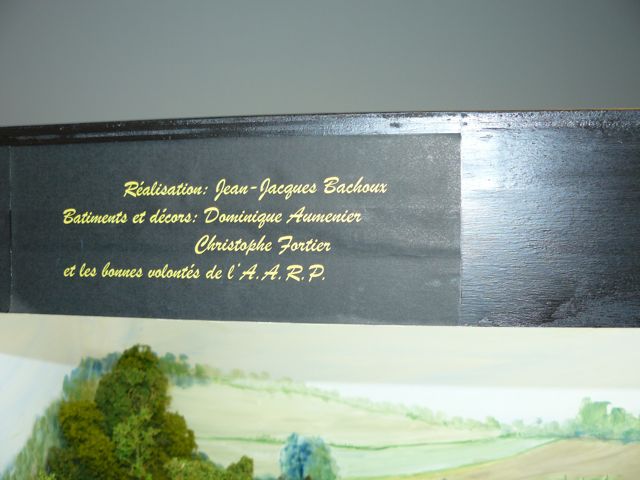 Réalisation: Jean-Jacques Bachoux
Batiments et décors: Dominique Aumenier
Christophe Fortier
et les bonnes volontés de l'A.A.R.P.